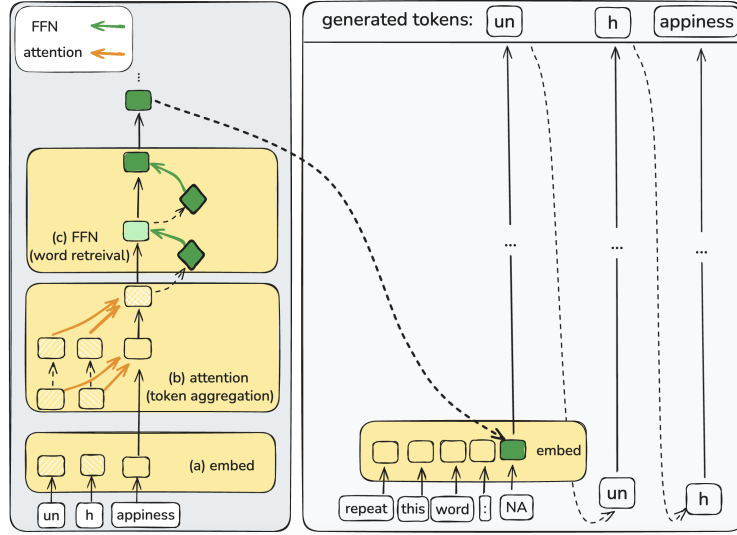 FFN
attention
⋮
(c) FFN
(word retreival)
(b) attention
(token aggregation)
(a) embed
un
h
appiness
generated tokens:
un
h
appiness
...
...
...
embed
repeat
this
word
:
NA
un
h